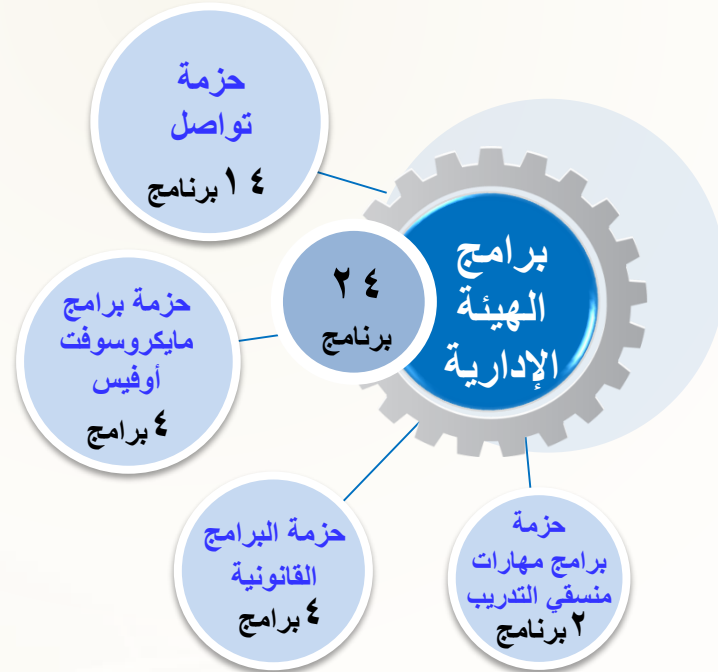 حزمة
تواصل
١٤ برنامج
برامج
الهيئة
الإدارية
٢٤
برنامج
حزمة برامج
مايكروسوفت
أوفيس
٤ برامج
حزمة البرامج
القانونية
٤ برامج
حزمة
برامج مهارات
منسقي التدريب
٢ برنامج